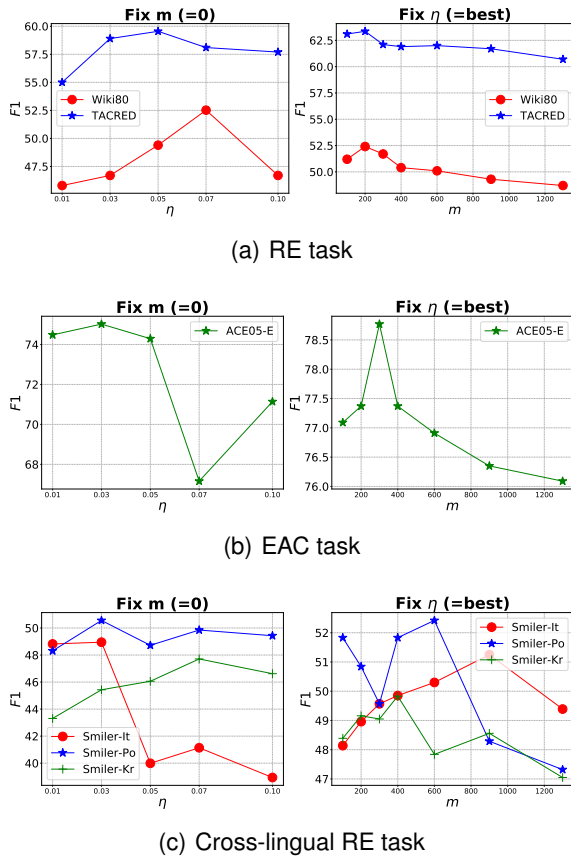 Fix m (=0)
60.0
57.5
55.0
52.5
50.0
47.5
F1
Wiki80
TACRED
0.01
0.03
0.05
0.07
0.10
η
Fix η (=best)
62.5
60.0
57.5
55.0
52.5
50.0
F1
Wiki80
TACRED
200
400
600
800
1000
1200
m
(a) RE task
Fix m (=0)
74
72
70
68
F1
ACE05-E
0.01
0.03
0.05
0.07
0.10
η
Fix η (=best)
78.5
78.0
77.5
77.0
76.5
76.0
F1
ACE05-E
200
400
600
800
1000
1200
m
(b) EAC task
Fix m (=0)
50
48
46
44
42
40
F1
Smiler-It
Smiler-Po
Smiler-Kr
0.01
0.03
0.05
0.07
0.10
η
Fix η (=best)
52
51
50
49
48
47
F1
Smiler-It
Smiler-Po
Smiler-Kr
200
400
600
800
1000
1200
m
(c) Cross-lingual RE task